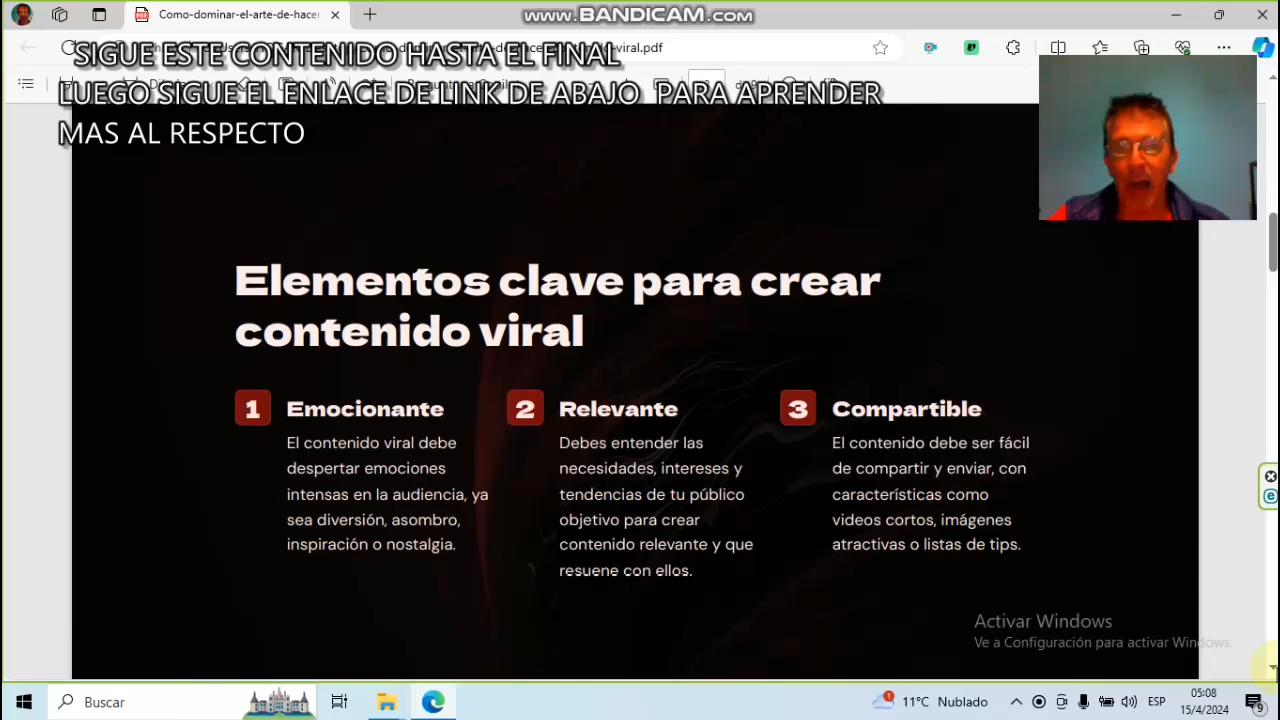 Como-dominar-el-arte-de-hacer
www.BANDICAM.com
viral.pdf
SIGUE ESTE CONTENIDO HASTA EL FINAL
LUEGO SIGUE EL ENLACE DE LINK DE ABAJO PARA APRENDER
MAS AL RESPECTO
Elementos clave para crear
contenido viral
1 Emocionante
El contenido viral debe
despertar emociones
intensas en la audiencia, ya
sea diversión, asombro,
inspiración o nostalgia.
2 Relevante
Debes entender las
necesidades, intereses y
tendencias de tu público
objetivo para crear
contenido relevante y que
resuene con ellos.
3 Compartible
El contenido debe ser fácil
de compartir y enviar, con
características como
videos cortos, imágenes
atractivas o listas de tips.
Activar Windows
Ve a Configuración para activar Windows.
Buscar
11°C Nublado
ESP
05:08
15/4/2024